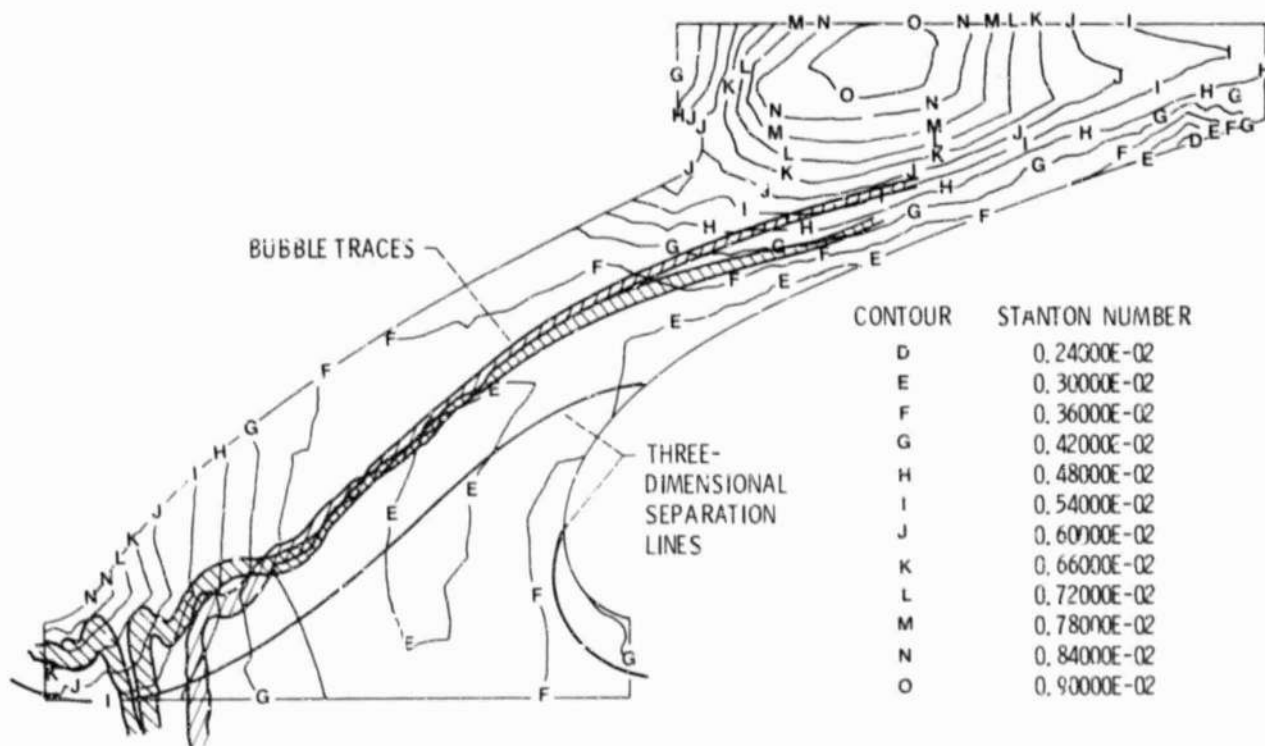 M N O N M L K J I
I
G L J H
K O I H G
H J N N G
J M M J H F E F G
J L K I G D
K J F E
J H
I I G F
H H
G G F E
BUBBLE TRACES
F F E
E
F
F
E
G
H
I
J
K
L
N
N
E
E
F
E
K
J
I G F G
THREE-
DIMENSIONAL
SEPARATION
LINES
CONTOUR STANTON NUMBER
D 0.24000E-02
E 0.30000E-02
F 0.36000E-02
G 0.42000E-02
H 0.48000E-02
I 0.54000E-02
J 0.60000E-02
K 0.66000E-02
L 0.72000E-02
M 0.78000E-02
N 0.84000E-02
O 0.90000E-02